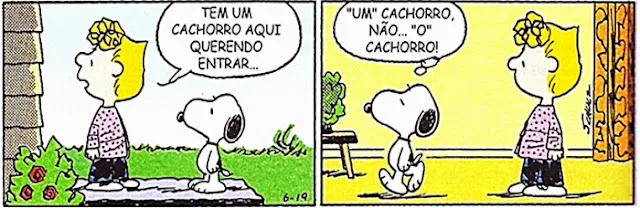 TEM UM
CACHORRO AQUI
QUERENDO
ENTRAR...
6-19
"UM" CACHORRO,
NÃO... "O"
CACHORRO!